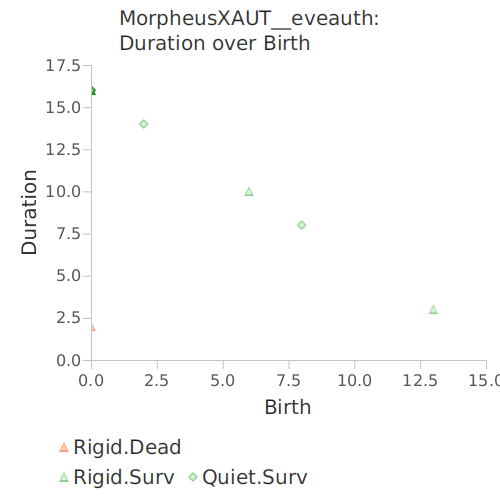 MorpheusXAUT__eveauth:
Duration over Birth
17.5
15.0
12.5
10.0
7.5
5.0
2.5
0.0
Duration
0.0 2.5 5.0 7.5 10.0 12.5 15.0
Birth
Rigid.Dead
Rigid.Surv Quiet.Surv